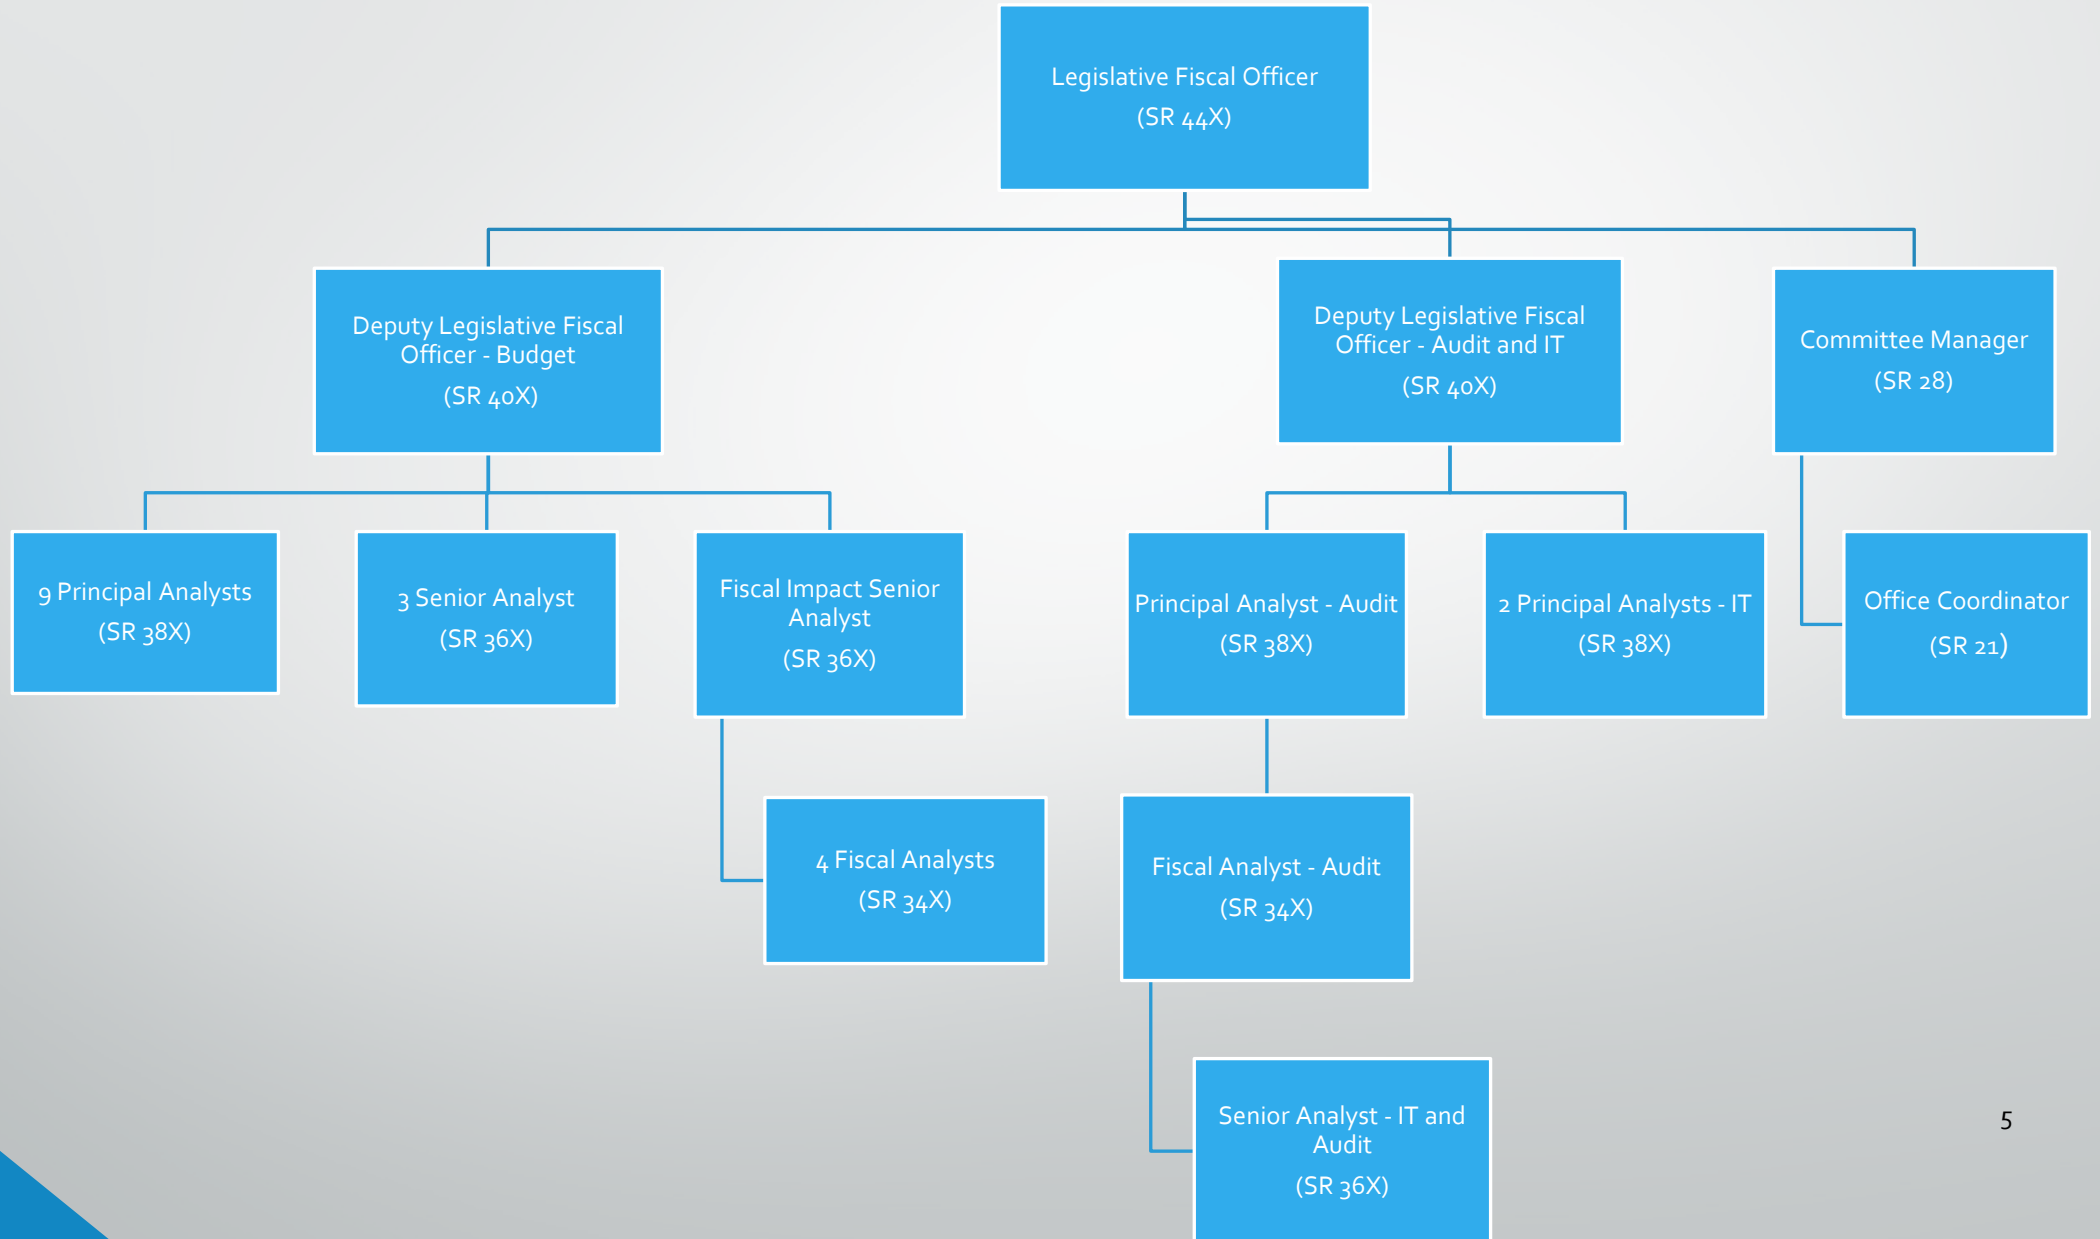 Legislative Fiscal Officer
(SR 44X)
Deputy Legislative Fiscal
Officer - Budget
(SR 40X)
Deputy Legislative Fiscal
Officer - Audit and IT
(SR 40X)
Committee Manager
(SR 28)
9 Principal Analysts
(SR 38X)
3 Senior Analyst
(SR 36X)
Fiscal Impact Senior
Analyst
(SR 36X)
Principal Analyst - Audit
(SR 38X)
2 Principal Analysts - IT
(SR 38X)
Office Coordinator
(SR 21)
4 Fiscal Analysts
(SR 34X)
Fiscal Analyst - Audit
(SR 34X)
Senior Analyst - IT and
Audit
(SR 36X)
5